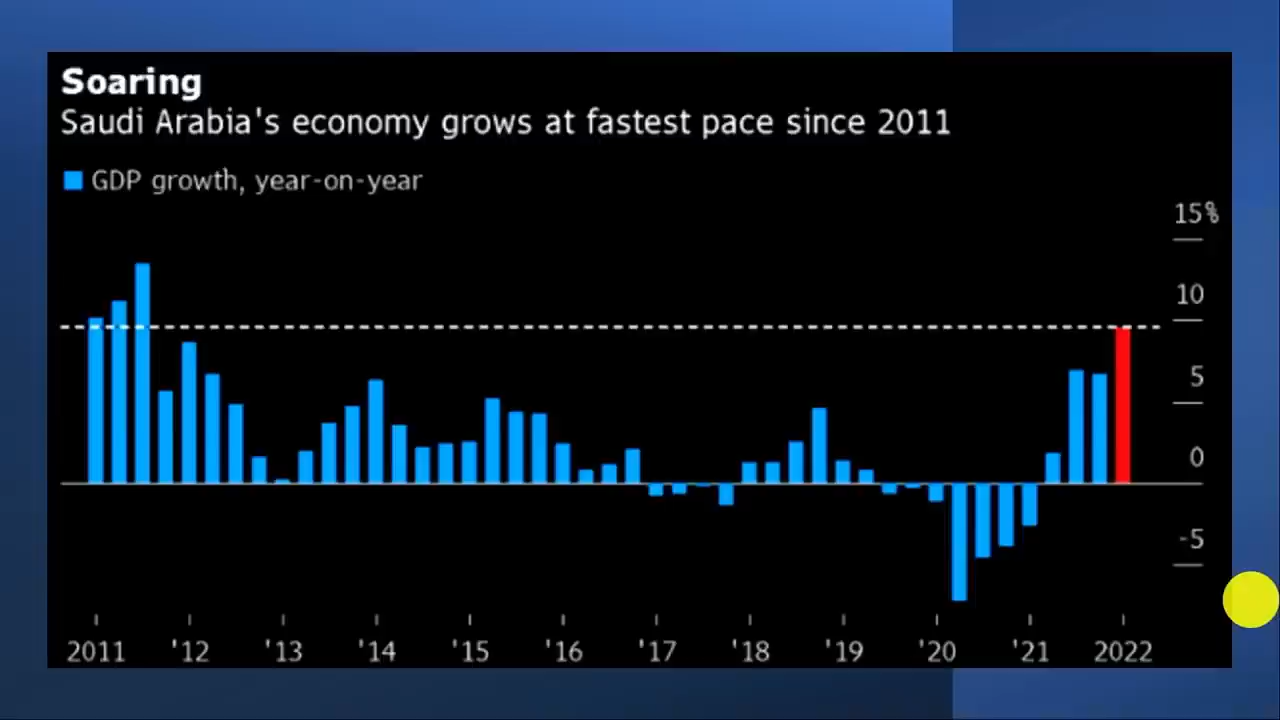 Soaring
Saudi Arabia's economy grows at fastest pace since 2011
GDP growth, year-on-year
15%
10
5
0
-5
2011 '12 '13 '14 '15 '16 '17 '18 '19 '20 '21 2022